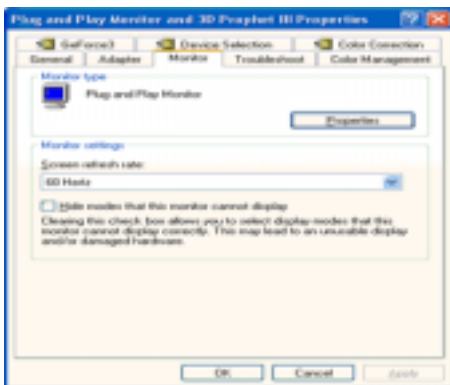 Plug and Play Monitor and 3D Prophet III Properties
GeForce3 Device Selection Color Correction
General Adapter Monitor Troubleshoot Color Management
Monitor type
Plug and Play Monitor
Properties
Monitor settings
Screen refresh rate:
60 Hertz
Hide modes that this monitor cannot display
Clearing this check box allows you to select display modes that this
monitor cannot display correctly. This may lead to an unusable display
and/or damaged hardware.
OK Cancel Apply